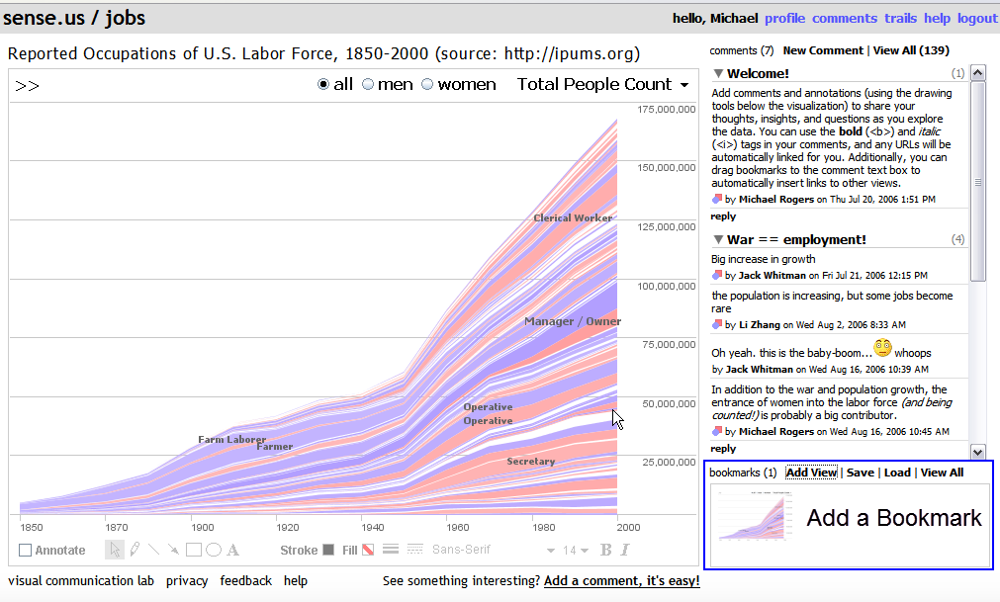 sense.us / jobs
hello, Michael profile comments trails help logout
Reported Occupations of U.S. Labor Force, 1850-2000 (source: http://ipums.org)
>> all men women Total People Count
175,000,000
150,000,000
Clerical Worker
125,000,000
100,000,000
Manager / Owner
75,000,000
Operative
50,000,000
Operative
Farm Laborer
Farmer
Secretary
25,000,000
1850 1870 1900 1920 1940 1960 1980 2000
Annotate A Stroke Fill Sans-Serif 14 B I
visual communication lab privacy feedback help
See something interesting? Add a comment, it's easy!
comments (7) New Comment | View All (139)
Welcome! (1)
Add comments and annotations (using the drawing
tools below the visualization) to share your
thoughts, insights, and questions as you explore
the data. You can use the bold (<b>) and italic
(<i>) tags in your comments, and any URLs will be
automatically linked for you. Additionally, you can
drag bookmarks to the comment text box to
automatically insert links to other views.
by Michael Rogers on Thu Jul 20, 2006 1:51 PM
reply
War == employment! (4)
Big increase in growth
by Jack Whitman on Fri Jul 21, 2006 12:15 PM
the population is increasing, but some jobs become
rare
by Li Zhang on Wed Aug 2, 2006 8:33 AM
Oh yeah. this is the baby-boom... whoops
by Jack Whitman on Wed Aug 16, 2006 10:39 AM
In addition to the war and population growth, the
entrance of women into the labor force (and being
counted!) is probably a big contributor.
by Michael Rogers on Wed Aug 16, 2006 10:45 AM
reply
bookmarks (1) Add View | Save | Load | View All
Add a Bookmark